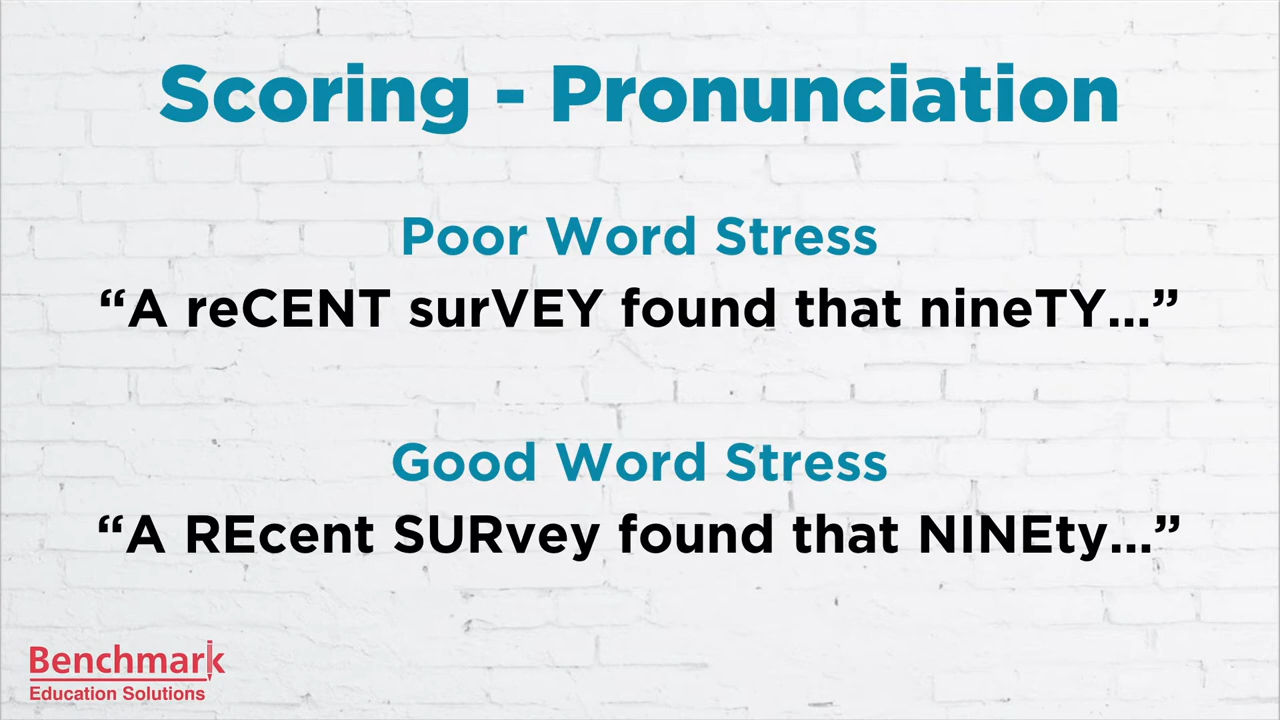 Scoring - Pronunciation
Poor Word Stress
“A reCENT surVEY found that nineTY...”
Good Word Stress
“A REcent SURvey found that NINEty...”
Benchmark
Education Solutions